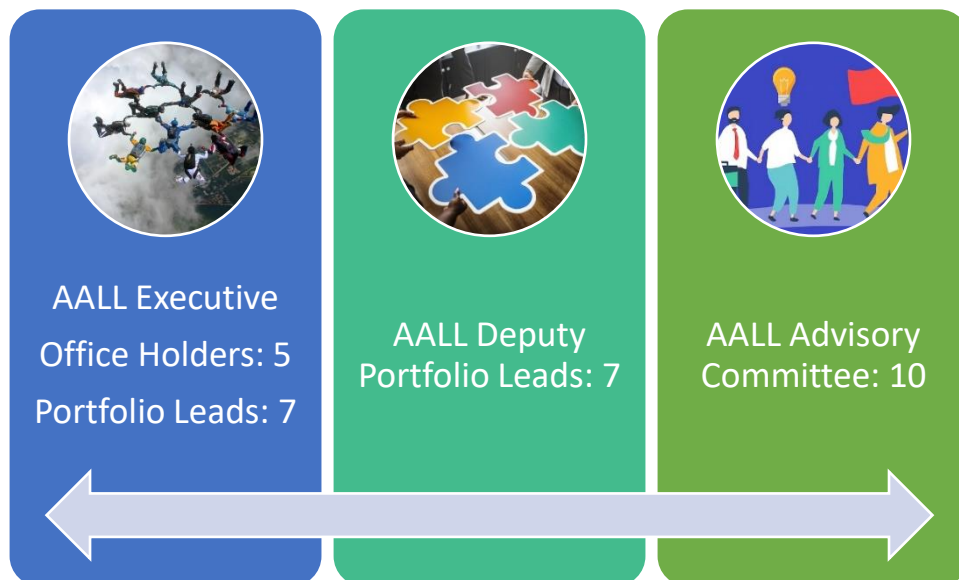 AALL Executive
Office Holders: 5
Portfolio Leads: 7
AALL Deputy
Portfolio Leads: 7
AALL Advisory
Committee: 10